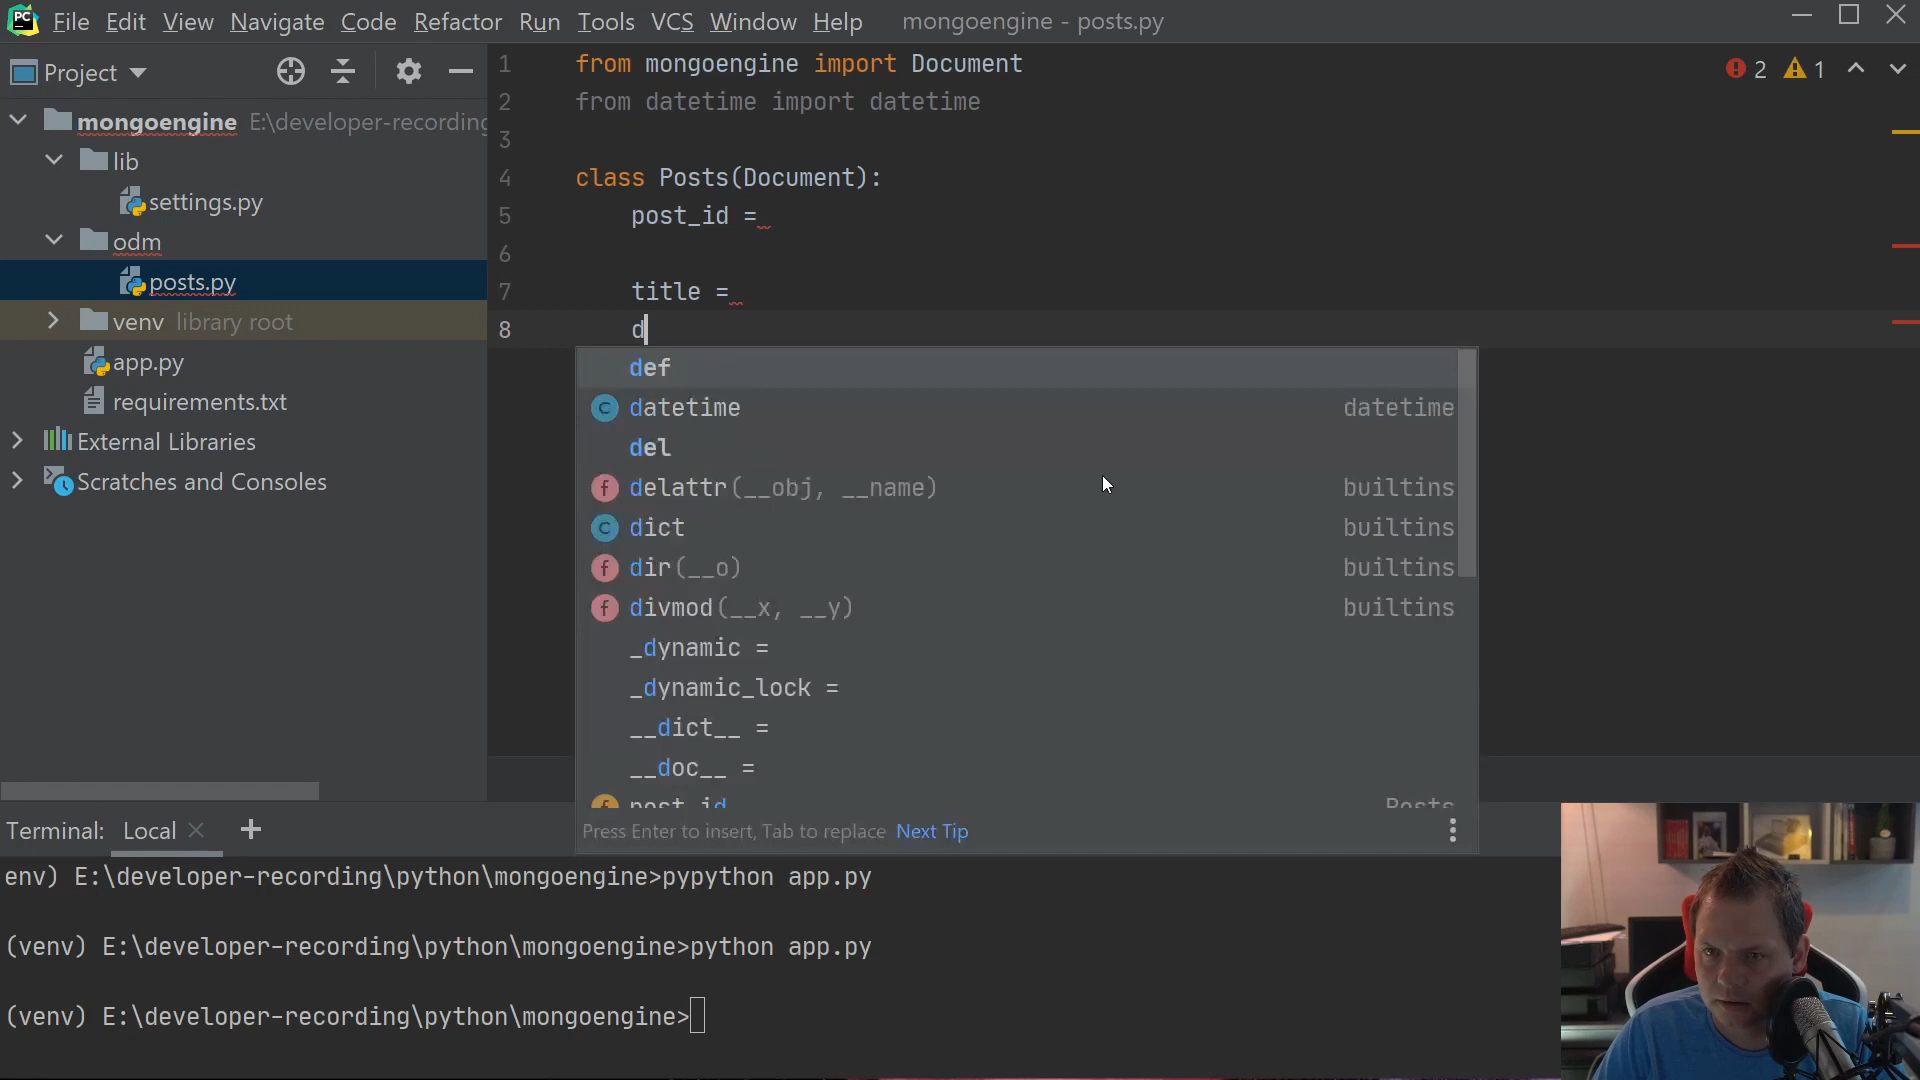 PC File Edit View Navigate Code Refactor Run Tools VCS Window Help mongoengine - posts.py
Project
mongoengine E:\developer-recording
lib
settings.py
odm
posts.py
venv library root
app.py
requirements.txt
External Libraries
Scratches and Consoles
2 1
1 from mongoengine import Document
2 from datetime import datetime
3
4 class Posts(Document):
5 post_id =
6
7 title =
8 d
def
datetime datetime
del
delattr(__obj, __name) builtins
dict builtins
dir(__o) builtins
divmod(__x, __y) builtins
_dynamic =
_dynamic_lock =
__dict__ =
__doc__ =
post_id Posts
Press Enter to insert, Tab to replace Next Tip
Terminal: Local
env) E:\developer-recording\python\mongoengine>pypython app.py
(venv) E:\developer-recording\python\mongoengine>python app.py
(venv) E:\developer-recording\python\mongoengine>